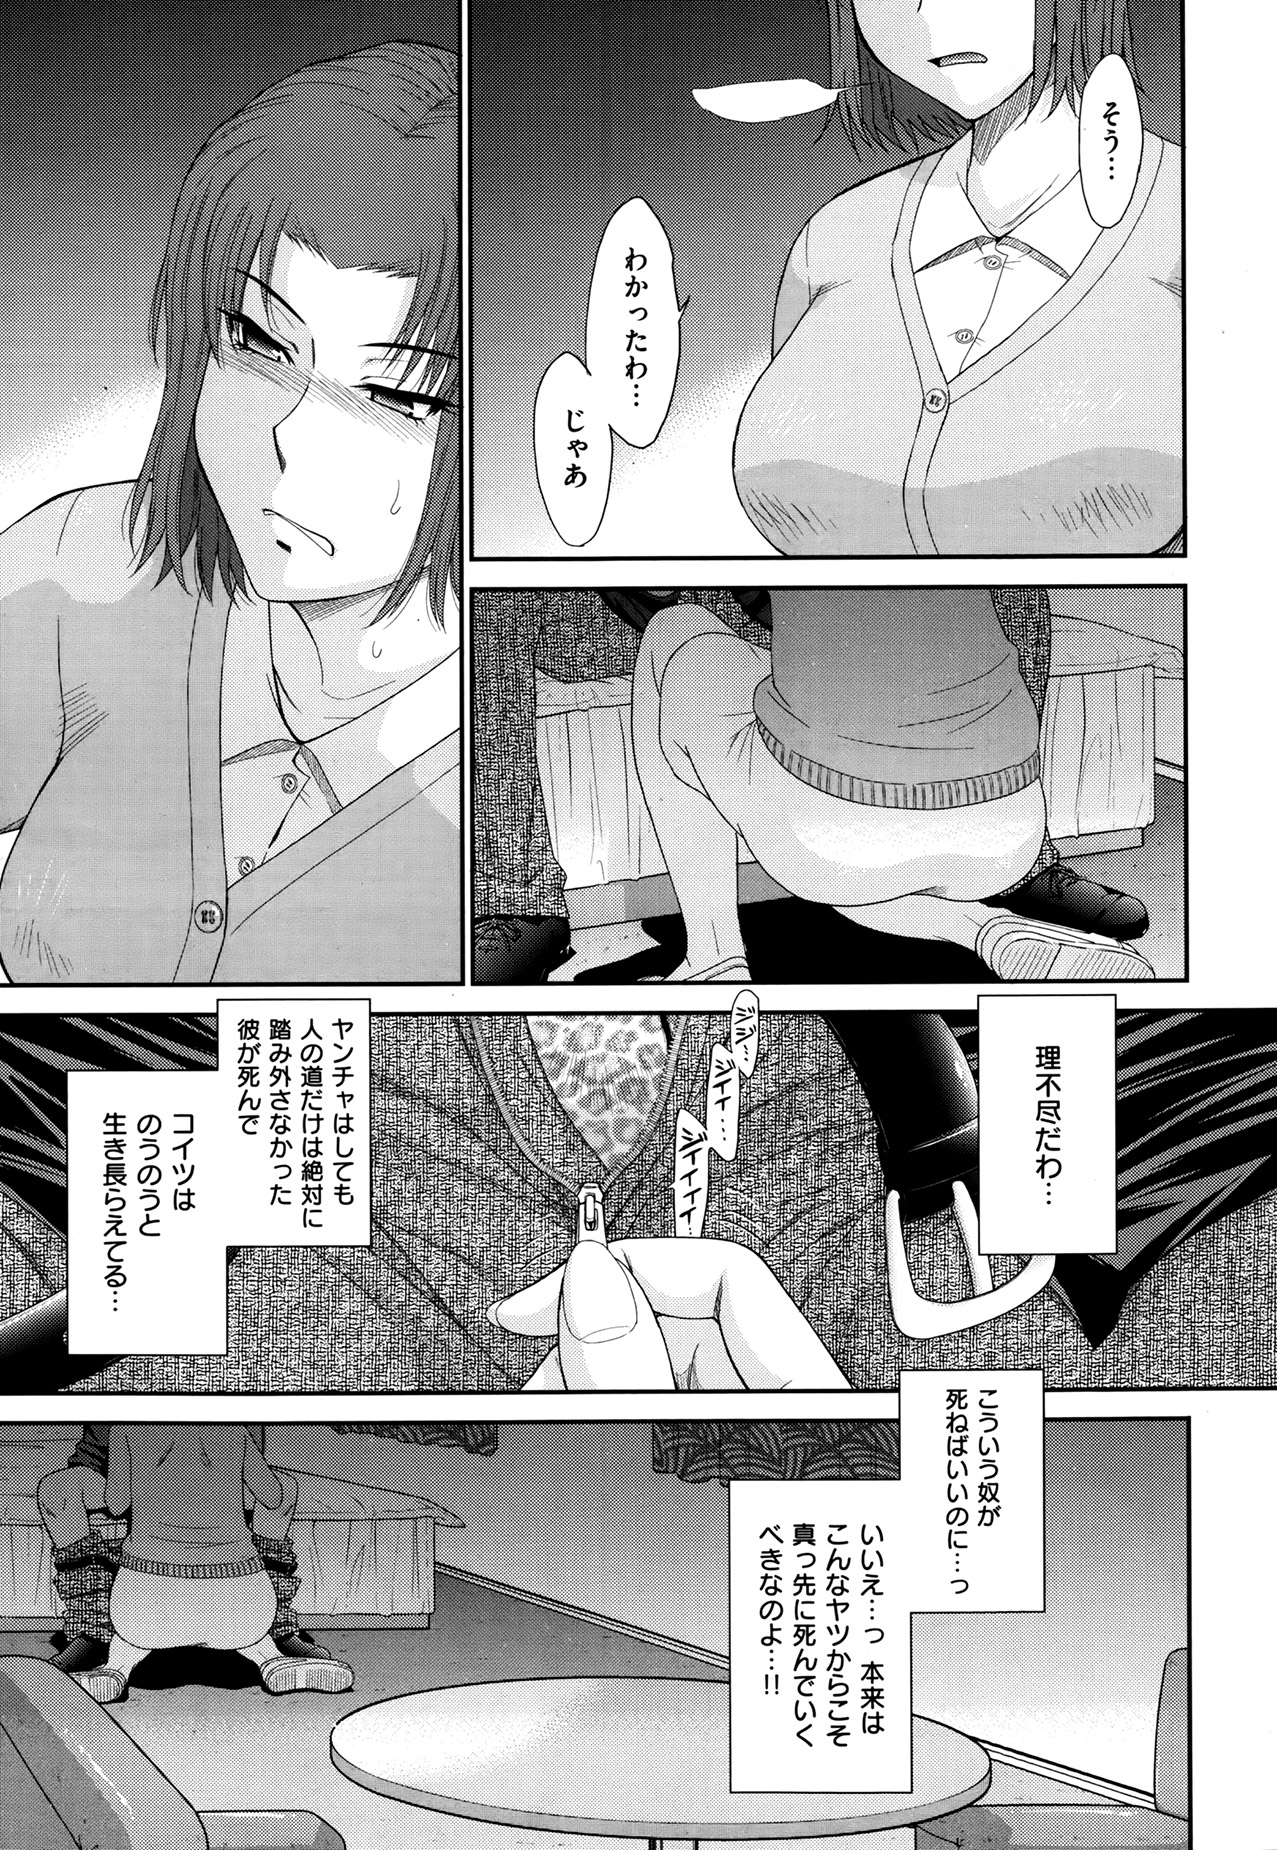 そう…
わかったわ…
じゃあ
理不尽だわ…
ジジ…
ジイィ…
ジイィィィ
ヤンチャはしても
人の道だけは絶対に
踏み外さなかった
彼が死んで
コイツは
のうのうと
生き長らえてる…
こういう奴が
死ねばいいのに…っ
いいえ…っ 本来は
こんなヤツからこそ
真っ先に死んでいく
べきなのよ…!!